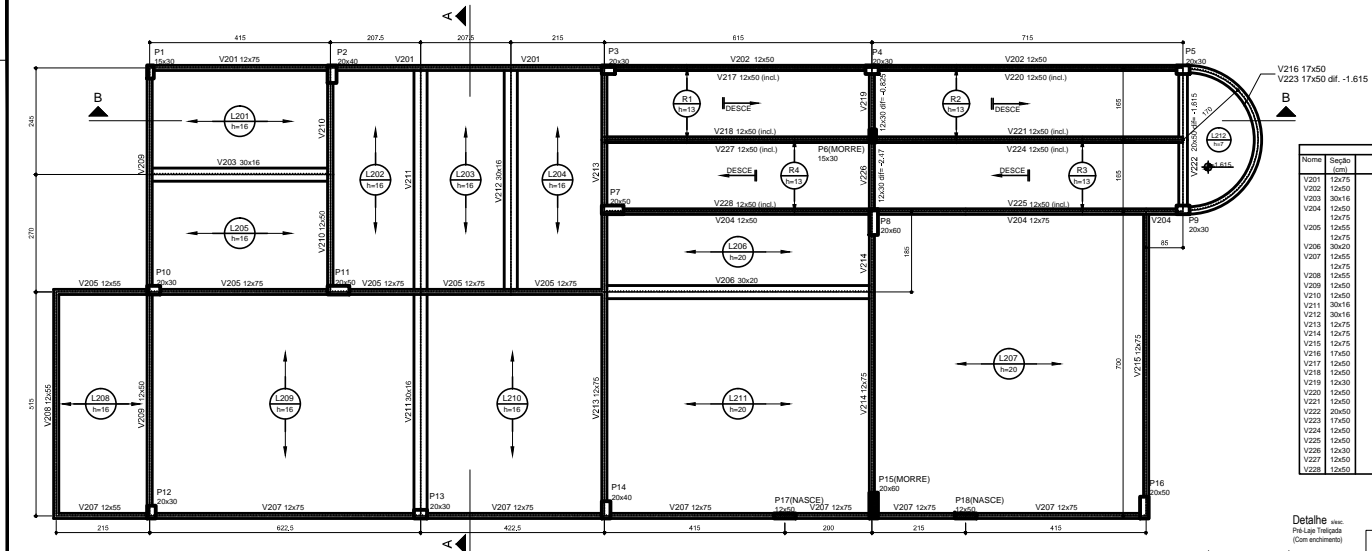 A
415
207.5
207.5
215
615
715
P1
15x30
V201 12x75
P2
20x40
V201
P3
20x30
V202 12x50
P4
20x30
V202 12x50
P5
20x30
V216 17x50
V223 17x50 dif. -1.615
V217 12x50 (incl.)
V220 12x50 (incl.)
B
B
245
L201
h=16
V210
R1
h=13
DESCE
V219
12x30 dif= -0.825
R2
h=13
DESCE
165
V222 20x50 dif= -1.615
170
L212
h=7
-1.615
V218 12x50 (incl.)
V221 12x50 (incl.)
V209
V203 30x16
L202
h=16
V211
L203
h=16
V212 30x16
L204
h=16
V213
V227 12x50 (incl.)
P6(MORRE)
15x30
V224 12x50 (incl.)
DESCE
R4
h=13
V226
12x30 dif= -2.47
DESCE
R3
h=13
165
P7
20x50
V228 12x50 (incl.)
V225 12x50 (incl.)
270
L205
h=16
V210 12x50
V204 12x50
P8
20x60
V204 12x75
V204
P9
20x30
85
L206
h=20
V214
185
P10
20x30
V205 12x55
V205 12x75
P11
20x50
V205 12x75
V205 12x75
V205 12x75
V206 30x20
515
V208 12x55
L208
h=16
V209 12x50
L209
h=16
V211 30x16
L210
h=16
V213 12x75
L211
h=20
V214 12x75
L207
h=20
700
V215 12x75
P12
20x30
P13
20x30
P14
20x40
P15(MORRE)
20x60
P16
20x50
V207 12x55
V207 12x75
V207 12x75
V207 12x75
P17(NASCE)
12x50
V207 12x75
V207 12x75
P18(NASCE)
12x50
V207 12x75
215
622.5
422.5
415
200
215
415
A
Nome Seção
(cm)
V201 12x75
V202 12x50
V203 30x16
V204 12x50
12x75
V205 12x55
12x75
V206 30x20
V207 12x55
12x75
V208 12x55
V209 12x50
V210 12x50
V211 30x16
V212 30x16
V213 12x75
V214 12x75
V215 12x75
V216 17x50
V217 12x50
V218 12x50
V219 12x30
V220 12x50
V221 12x50
V222 20x50
V223 17x50
V224 12x50
V225 12x50
V226 12x30
V227 12x50
V228 12x50
Detalhe s/esc.
Pré-Laje Treliçada
(Com enchimento)